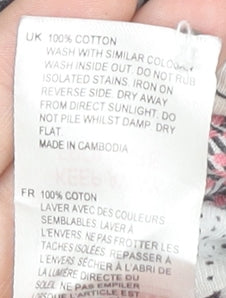 UK 100% COTTON
WASH WITH SIMILAR COLOURS
WASH INSIDE OUT. DO NOT RUB
ISOLATED STAINS. IRON ON
REVERSE SIDE. DRY AWAY
FROM DIRECT SUNLIGHT. DO
NOT PILE WHILST DAMP. DRY
FLAT.
MADE IN CAMBODIA
KEEP
FR 100% COTON
LAVER AVEC DES COULEURS
SEMBLABLES. LAVER À
L'ENVERS. NE PAS FROTTER LES
TACHES ISOLÉES. REPASSER À
L'ENVERS. SÉCHER À L'ABRI DE
LA LUMIÈRE DIRECTE DU
SOLEIL. NE PAS EMPILER
LORSQUE L'ARTICLE EST